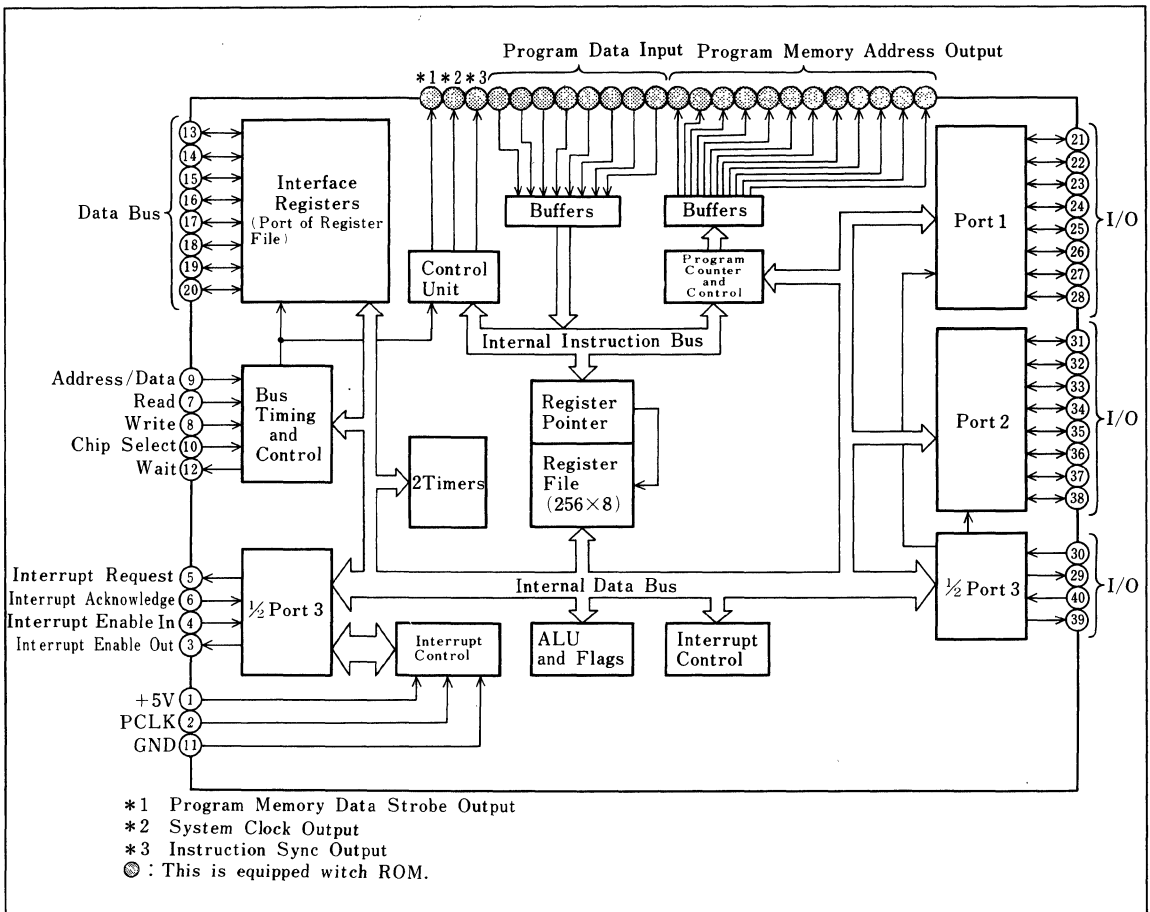 Program Data Input Program Memory Address Output
*1 *2 *3
Data Bus
13
14
15
16
17
18
19
20
Interface
Registers
(Port of Register
File)
Buffers
Buffers
Control
Unit
Program
Counter
and
Control
Port 1
21
22
23
24
25
26
27
28
I/O
Internal Instruction Bus
Address/Data 9
Read 7
Write 8
Chip Select 10
Wait 12
Bus
Timing
and
Control
2 Timers
Register
Pointer
Register
File
(256×8)
Port 2
31
32
33
34
35
36
37
38
I/O
Internal Data Bus
Interrupt Request 5
Interrupt Acknowledge 6
Interrupt Enable In 4
Interrupt Enable Out 3
½ Port 3
Interrupt
Control
ALU
and Flags
Interrupt
Control
½ Port 3
30
29
40
39
I/O
+5V 1
PCLK 2
GND 11
*1 Program Memory Data Strobe Output
*2 System Clock Output
*3 Instruction Sync Output
: This is equipped witch ROM.